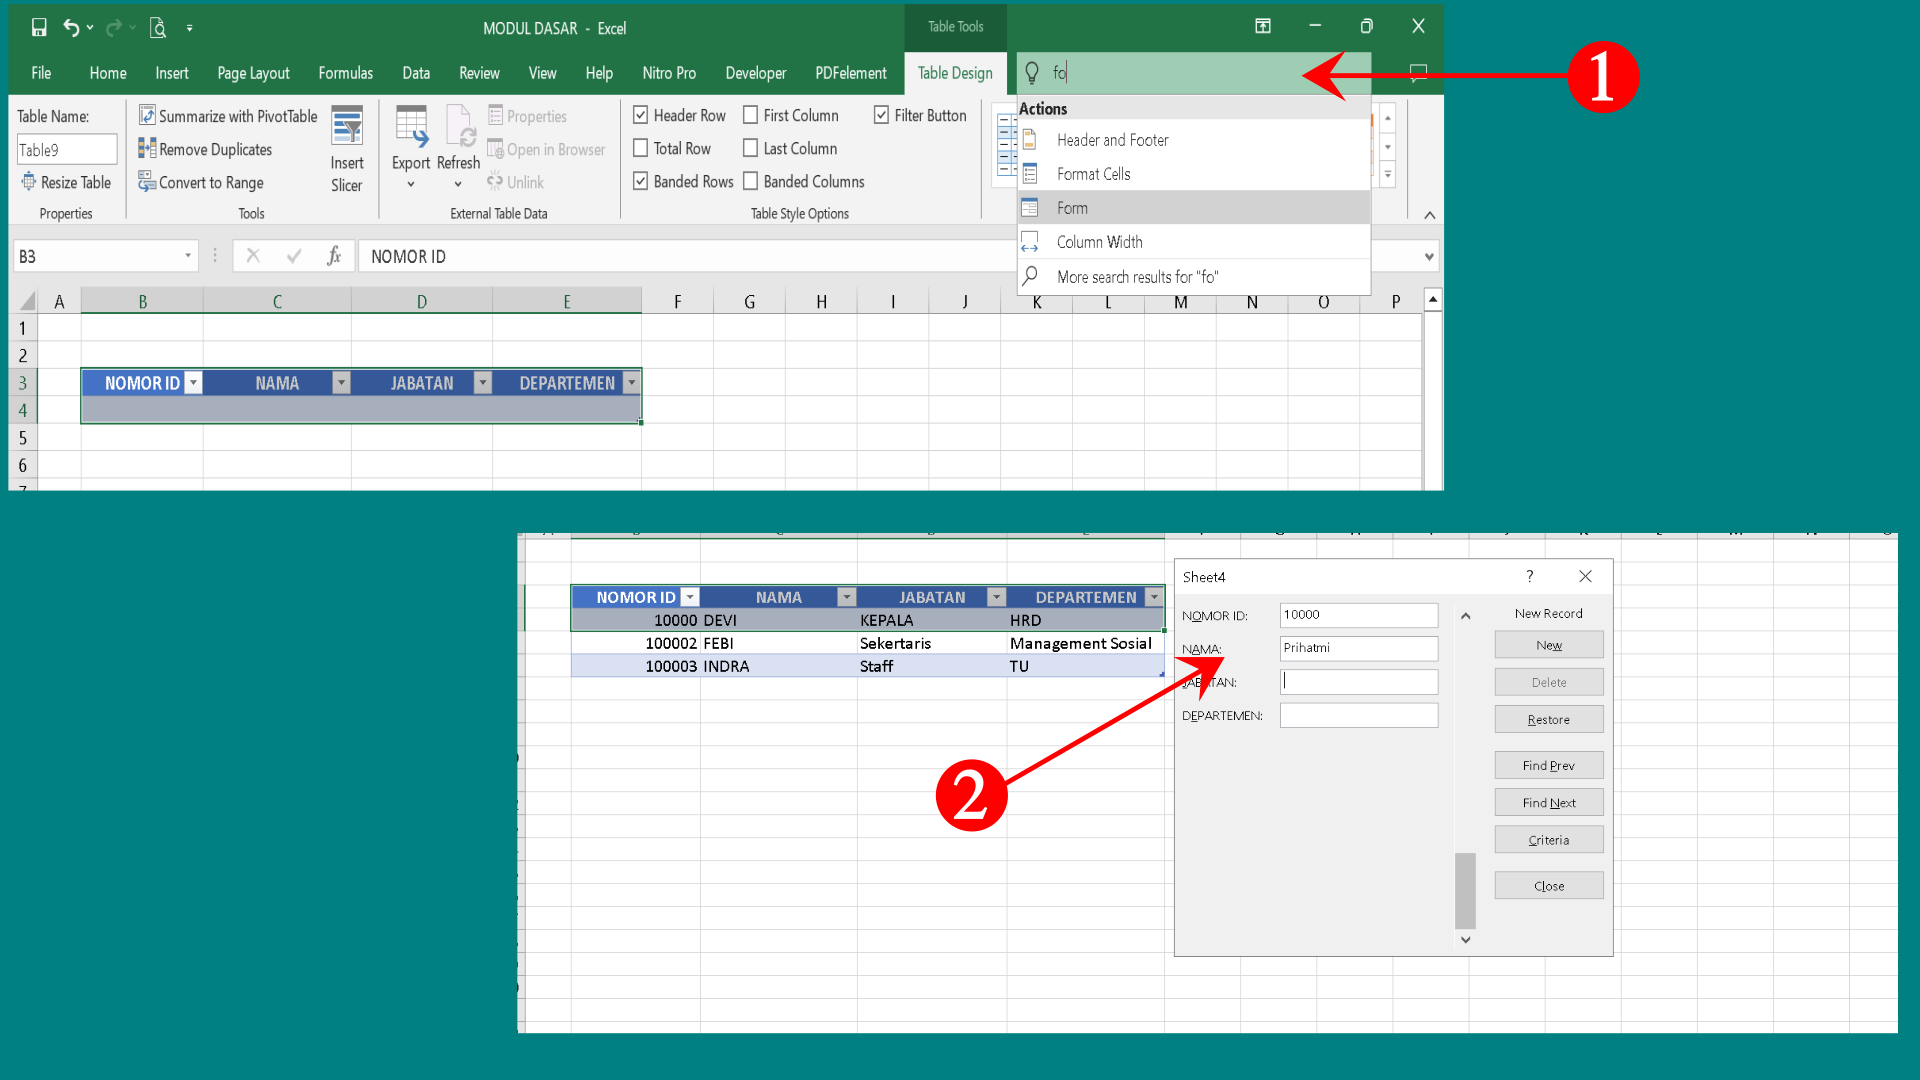 MODUL DASAR - Excel
Table Tools
File Home Insert Page Layout Formulas Data Review View Help Nitro Pro Developer PDFelement Table Design
fo
1
Table Name:
Table9
Resize Table
Properties
Summarize with PivotTable
Remove Duplicates
Convert to Range
Tools
Insert
Slicer
Export Refresh
Properties
Open in Browser
Unlink
External Table Data
Header Row First Column Filter Button
Total Row Last Column
Banded Rows Banded Columns
Table Style Options
Actions
Header and Footer
Format Cells
Form
Column Width
More search results for "fo"
B3 fx NOMOR ID
A B C D E F G H I J K L M N O P
1
2
3 NOMOR ID NAMA JABATAN DEPARTEMEN
4
5
6
7
NOMOR ID NAMA JABATAN DEPARTEMEN
10000 DEVI KEPALA HRD
100002 FEBI Sekertaris Management Sosial
100003 INDRA Staff TU
2
Sheet4 ?
NOMOR ID: 10000
NAMA: Prihatmi
JABATAN:
DEPARTEMEN:
New Record
New
Delete
Restore
Find Prev
Find Next
Criteria
Close